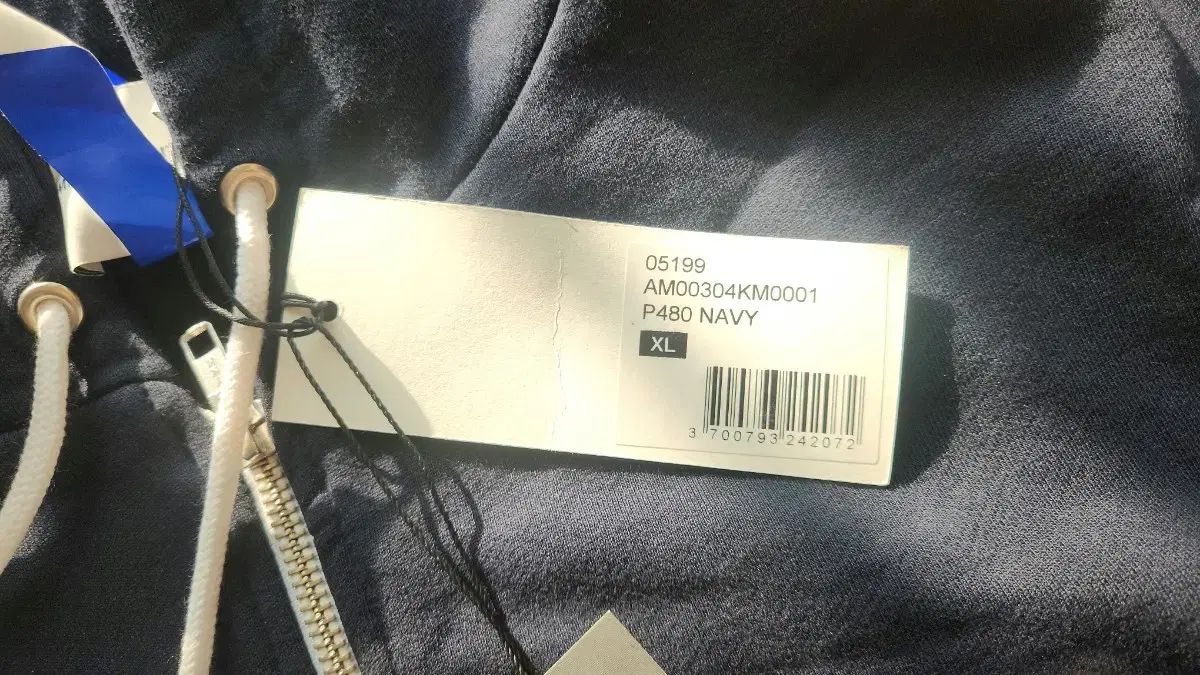 05199
AM00304KM0001
P480 NAVY
XL
3 700793 242072